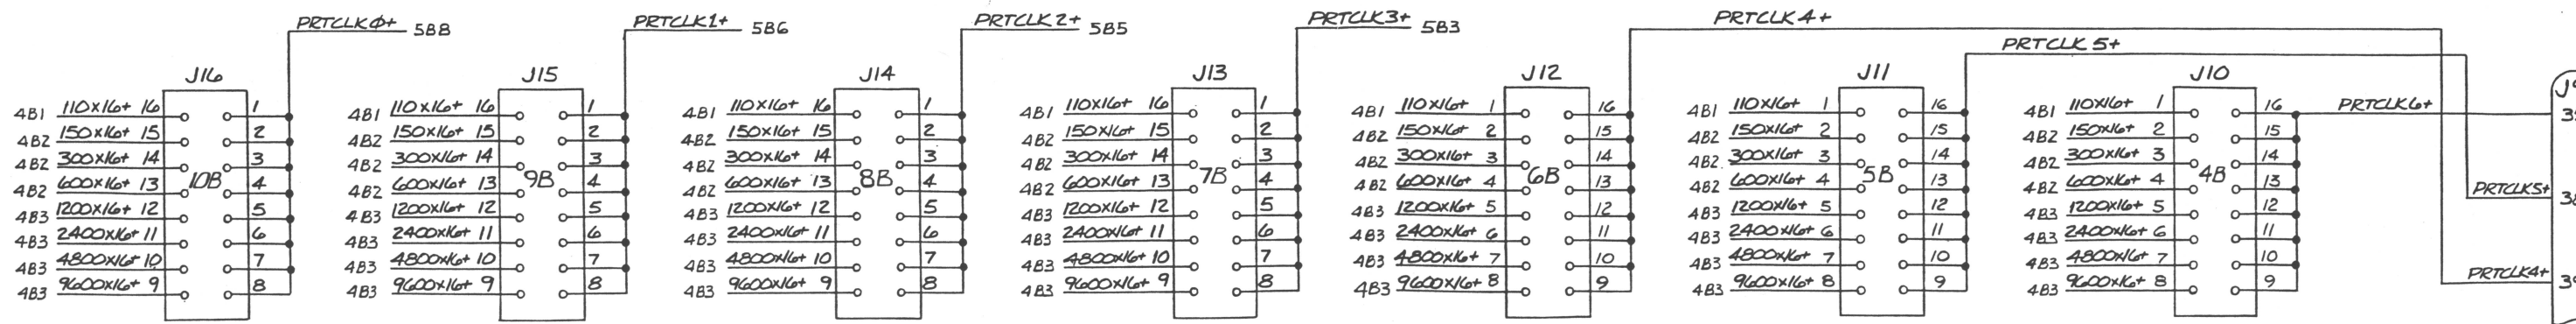 PRTCLKØ+ 5B8 PRTCLK1+ 5B6 PRTCLK2+ 5B5 PRTCLK3+ 5B3 PRTCLK4+
PRTCLK5+
J16 J15 J14 J13 J12 J11 J10
4B1 110X16+ 16 1 4B1 110X16+ 16 1 4B1 110X16+ 16 1 4B1 110X16+ 16 1 4B1 110X16+ 1 16 4B1 110X16+ 1 16 4B1 110X16+ 1 16 PRTCLK6+
4B2 150X16+ 15 2 4B2 150X16+ 15 2 4B2 150X16+ 15 2 4B2 150X16+ 15 2 4B2 150X16+ 2 15 4B2 150X16+ 2 15 4B2 150X16+ 2 15
4B2 300X16+ 14 3 4B2 300X16+ 14 3 4B2 300X16+ 14 3 4B2 300X16+ 14 3 4B2 300X16+ 3 14 4B2 300X16+ 3 14 4B2 300X16+ 3 14
10B 9B 8B 7B 6B 5B 4B
4B2 600X16+ 13 4 4B2 600X16+ 13 4 4B2 600X16+ 13 4 4B2 600X16+ 13 4 4B2 600X16+ 4 13 4B2 600X16+ 4 13 4B2 600X16+ 4 13 PRTCLK5+
4B3 1200X16+ 12 5 4B3 1200X16+ 12 5 4B3 1200X16+ 12 5 4B3 1200X16+ 12 5 4B3 1200X16+ 5 12 4B3 1200X16+ 5 12 4B3 1200X16+ 5 12
4B3 2400X16+ 11 6 4B3 2400X16+ 11 6 4B3 2400X16+ 11 6 4B3 2400X16+ 11 6 4B3 2400X16+ 6 11 4B3 2400X16+ 6 11 4B3 2400X16+ 6 11
4B3 4800X16+ 10 7 4B3 4800X16+ 10 7 4B3 4800X16+ 10 7 4B3 4800X16+ 10 7 4B3 4800X16+ 7 10 4B3 4800X16+ 7 10 4B3 4800X16+ 7 10 PRTCLK4+
4B3 9600X16+ 9 8 4B3 9600X16+ 9 8 4B3 9600X16+ 9 8 4B3 9600X16+ 9 8 4B3 9600X16+ 8 9 4B3 9600X16+ 8 9 4B3 9600X16+ 8 9